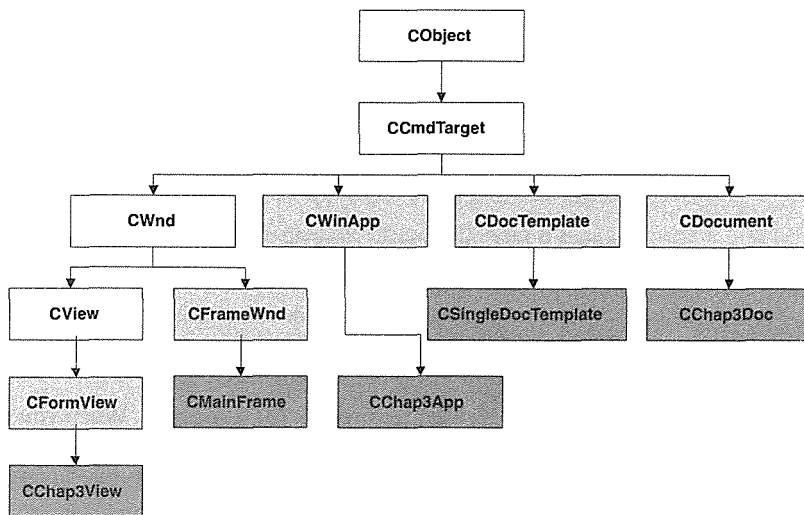 CObject
CCmdTarget
CWnd
CWinApp
CDocTemplate
CDocument
CView
CFrameWnd
CSingleDocTemplate
CChap3Doc
CFormView
CMainFrame
CChap3App
CChap3View